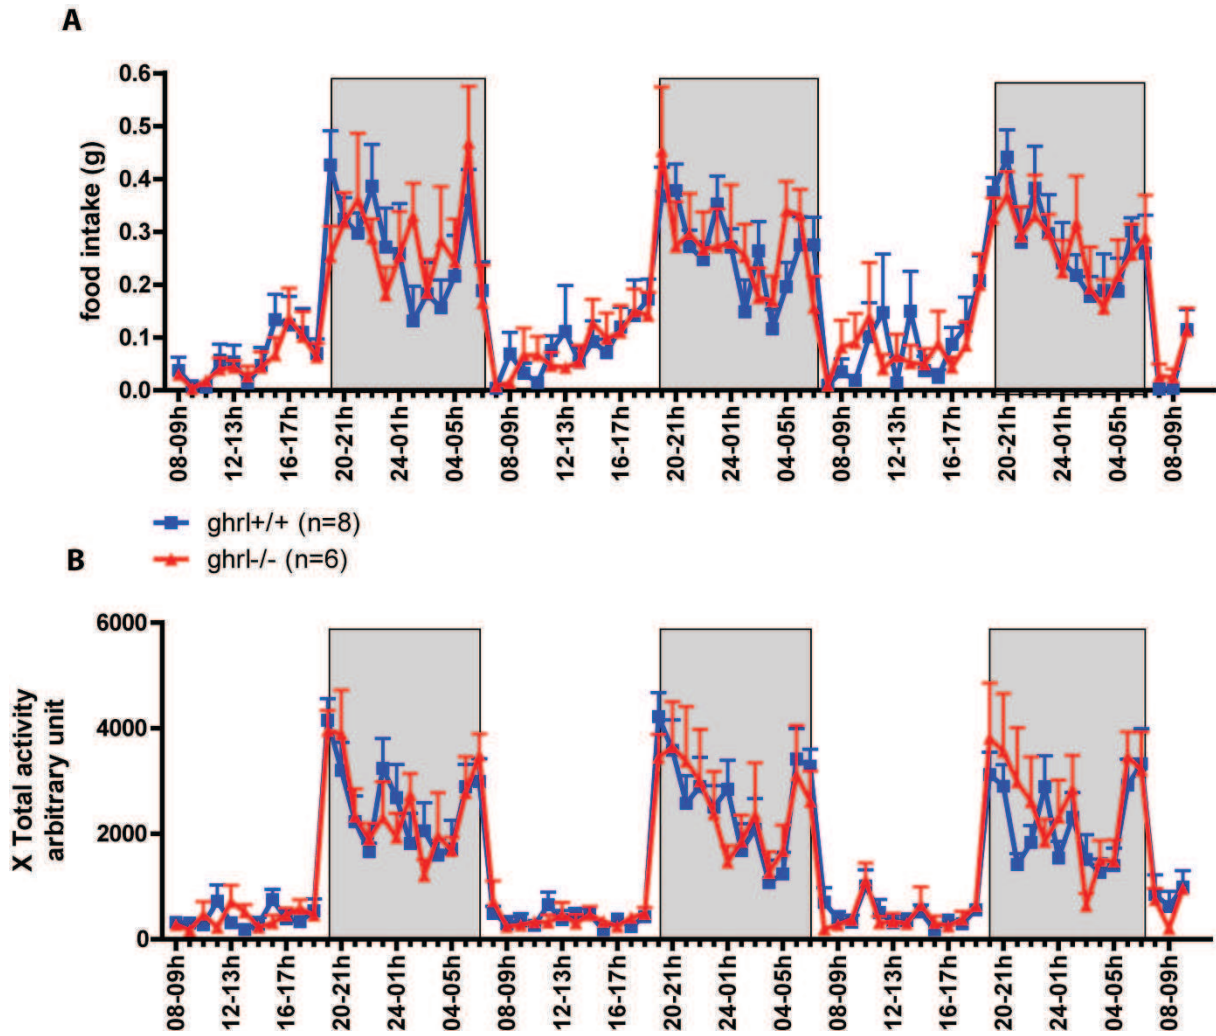 A
food intake (g)
0.6
0.5
0.4
0.3
0.2
0.1
0.0
08-09h
12-13h
16-17h
20-21h
24-01h
04-05h
08-09h
12-13h
16-17h
20-21h
24-01h
04-05h
08-09h
12-13h
16-17h
20-21h
24-01h
04-05h
08-09h
ghrl+/+ (n=8)
ghrl-/- (n=6)
B
X Total activity
arbitrary unit
6000
4000
2000
0
08-09h
12-13h
16-17h
20-21h
24-01h
04-05h
08-09h
12-13h
16-17h
20-21h
24-01h
04-05h
08-09h
12-13h
16-17h
20-21h
24-01h
04-05h
08-09h